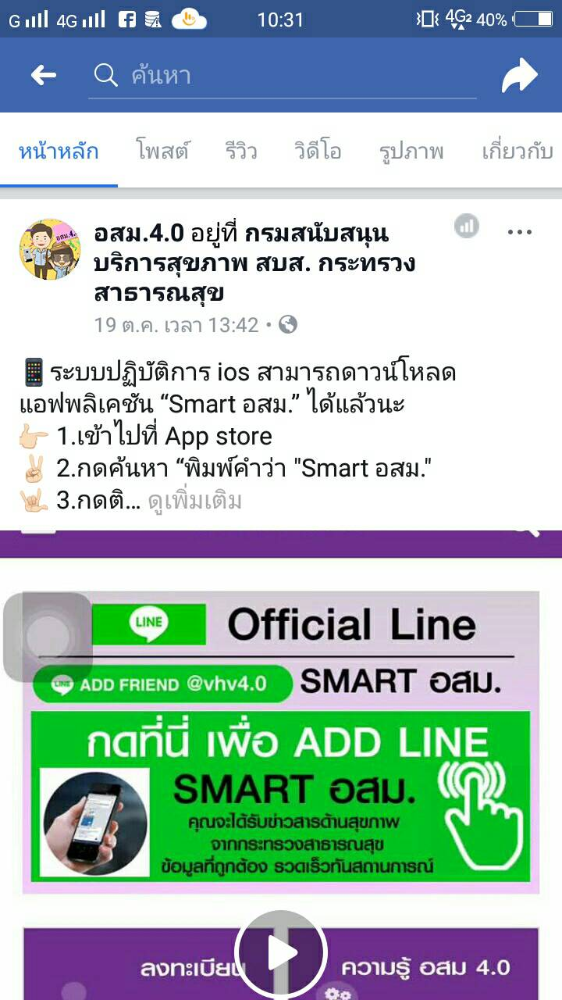 G 4G 10:31 4G2 40%
ค้นหา
หน้าหลัก โพสต์ รีวิว วิดีโอ รูปภาพ เกี่ยวกับ
อสม.4.0 อยู่ที่ กรมสนับสนุน
บริการสุขภาพ สบส. กระทรวง
สาธารณสุข
19 ต.ค. เวลา 13:42
ระบบปฏิบัติการ ios สามารถดาวน์โหลด
แอฟพลิเคชัน “Smart อสม.” ได้แล้วนะ
👉🏻 1.เข้าไปที่ App store
✌🏻 2.กดค้นหา “พิมพ์คำว่า "Smart อสม."
🤟🏻 3.กดติ... ดูเพิ่มเติม
LINE Official Line
LINE ADD FRIEND @vhv4.0 SMART อสม.
กดที่นี่ เพื่อ ADD LINE
SMART อสม.
คุณจะได้รับข่าวสารด้านสุขภาพ
จากกระทรวงสาธารณสุข
ข้อมูลที่ถูกต้อง รวดเร็วทันสถานการณ์
ลงทะเบียน ความรู้ อสม 4.0